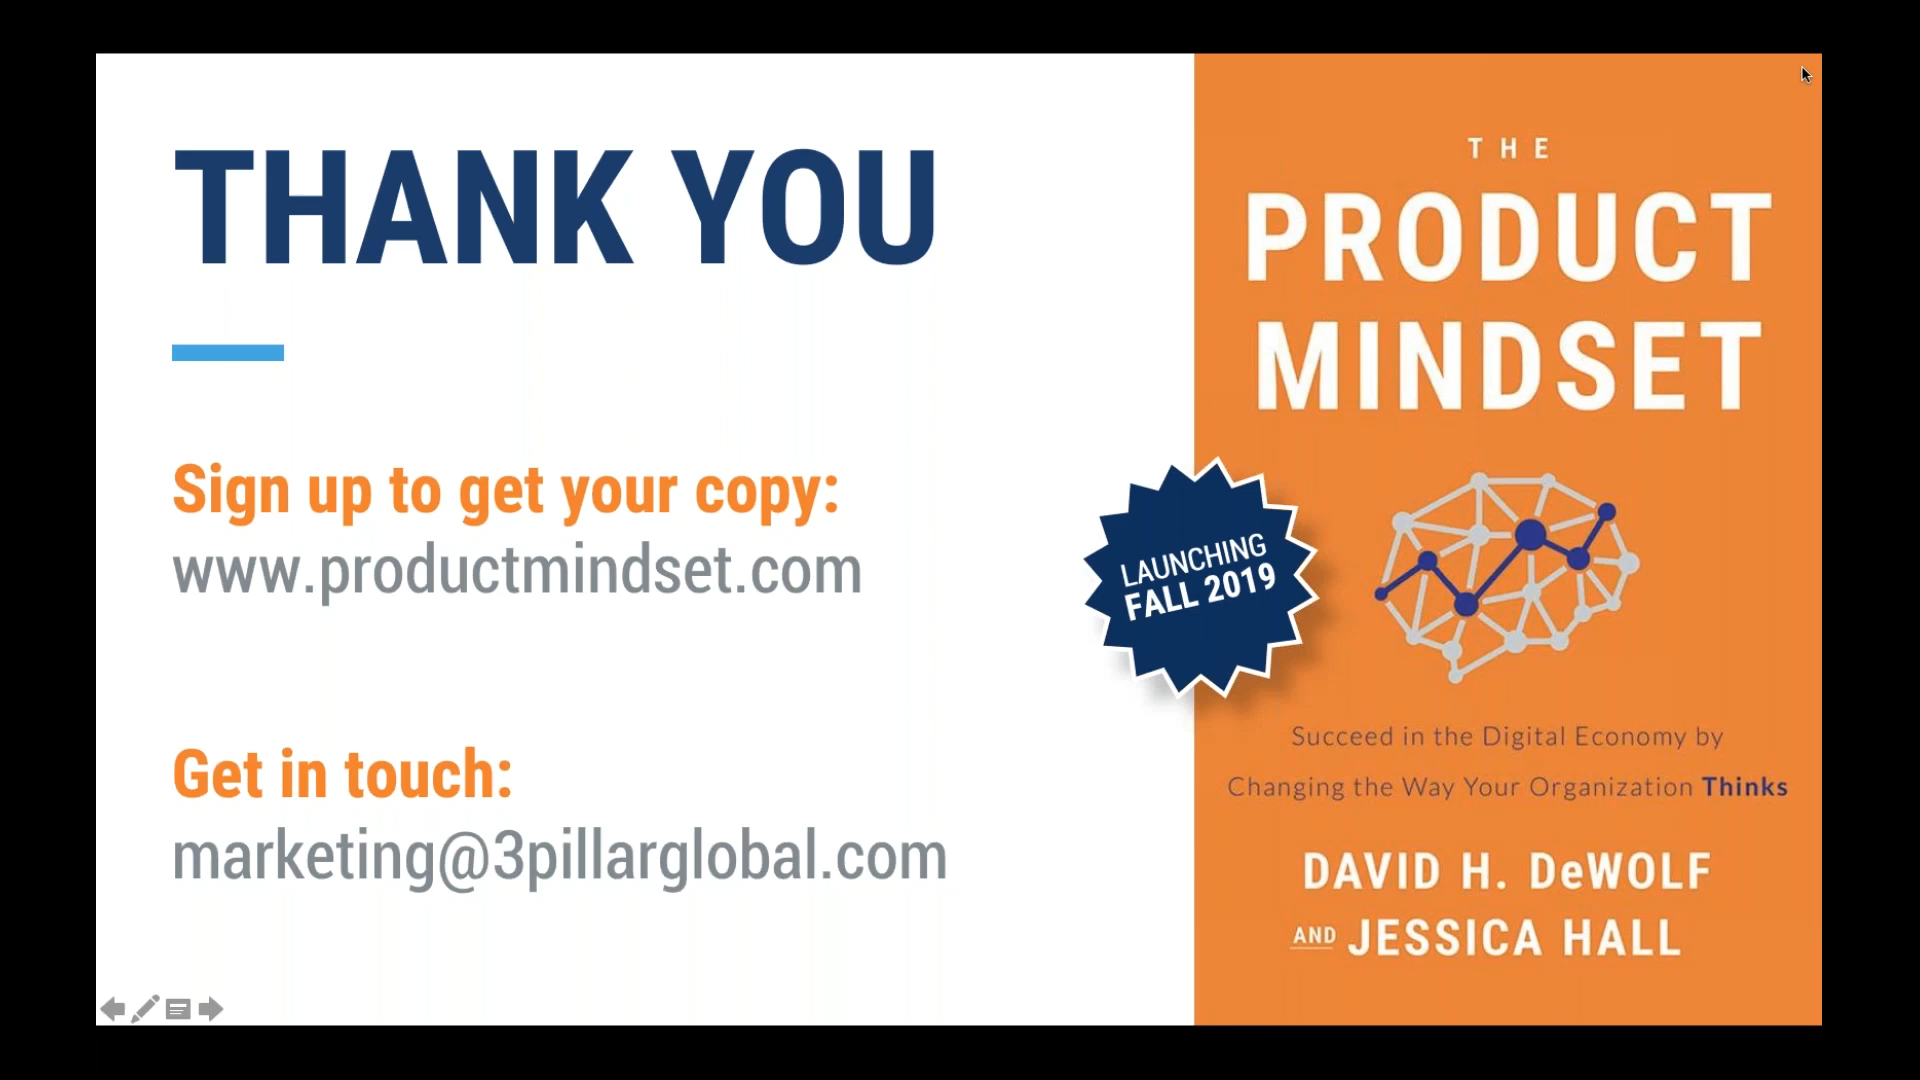 THANK YOU
Sign up to get your copy:
www.productmindset.com
Get in touch:
marketing@3pillarglobal.com
LAUNCHING
FALL 2019
THE
PRODUCT
MINDSET
Succeed in the Digital Economy by
Changing the Way Your Organization Thinks
DAVID H. DeWOLF
AND JESSICA HALL